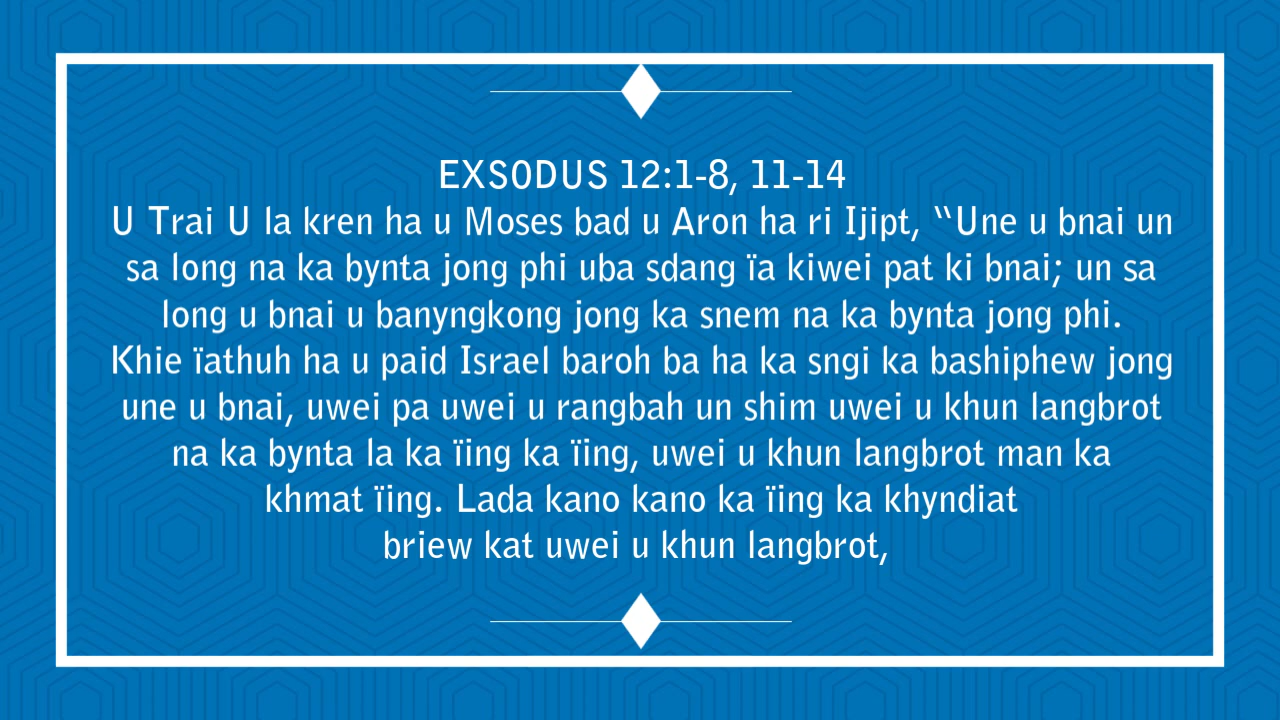 EXSODUS 12:1-8, 11-14
U Trai U la kren ha u Moses bad u Aron ha ri Ijipt, “Une u bnai un
sa long na ka bynta jong phi uba sdang ïa kiwei pat ki bnai; un sa
long u bnai u banyngkong jong ka snem na ka bynta jong phi.
Khie ïathuh ha u paid Israel baroh ba ha ka sngi ka bashiphew jong
une u bnai, uwei pa uwei u rangbah un shim uwei u khun langbrot
na ka bynta la ka ïing ka ïing, uwei u khun langbrot man ka
khmat ïing. Lada kano kano ka ïing ka khyndiat
briew kat uwei u khun langbrot,